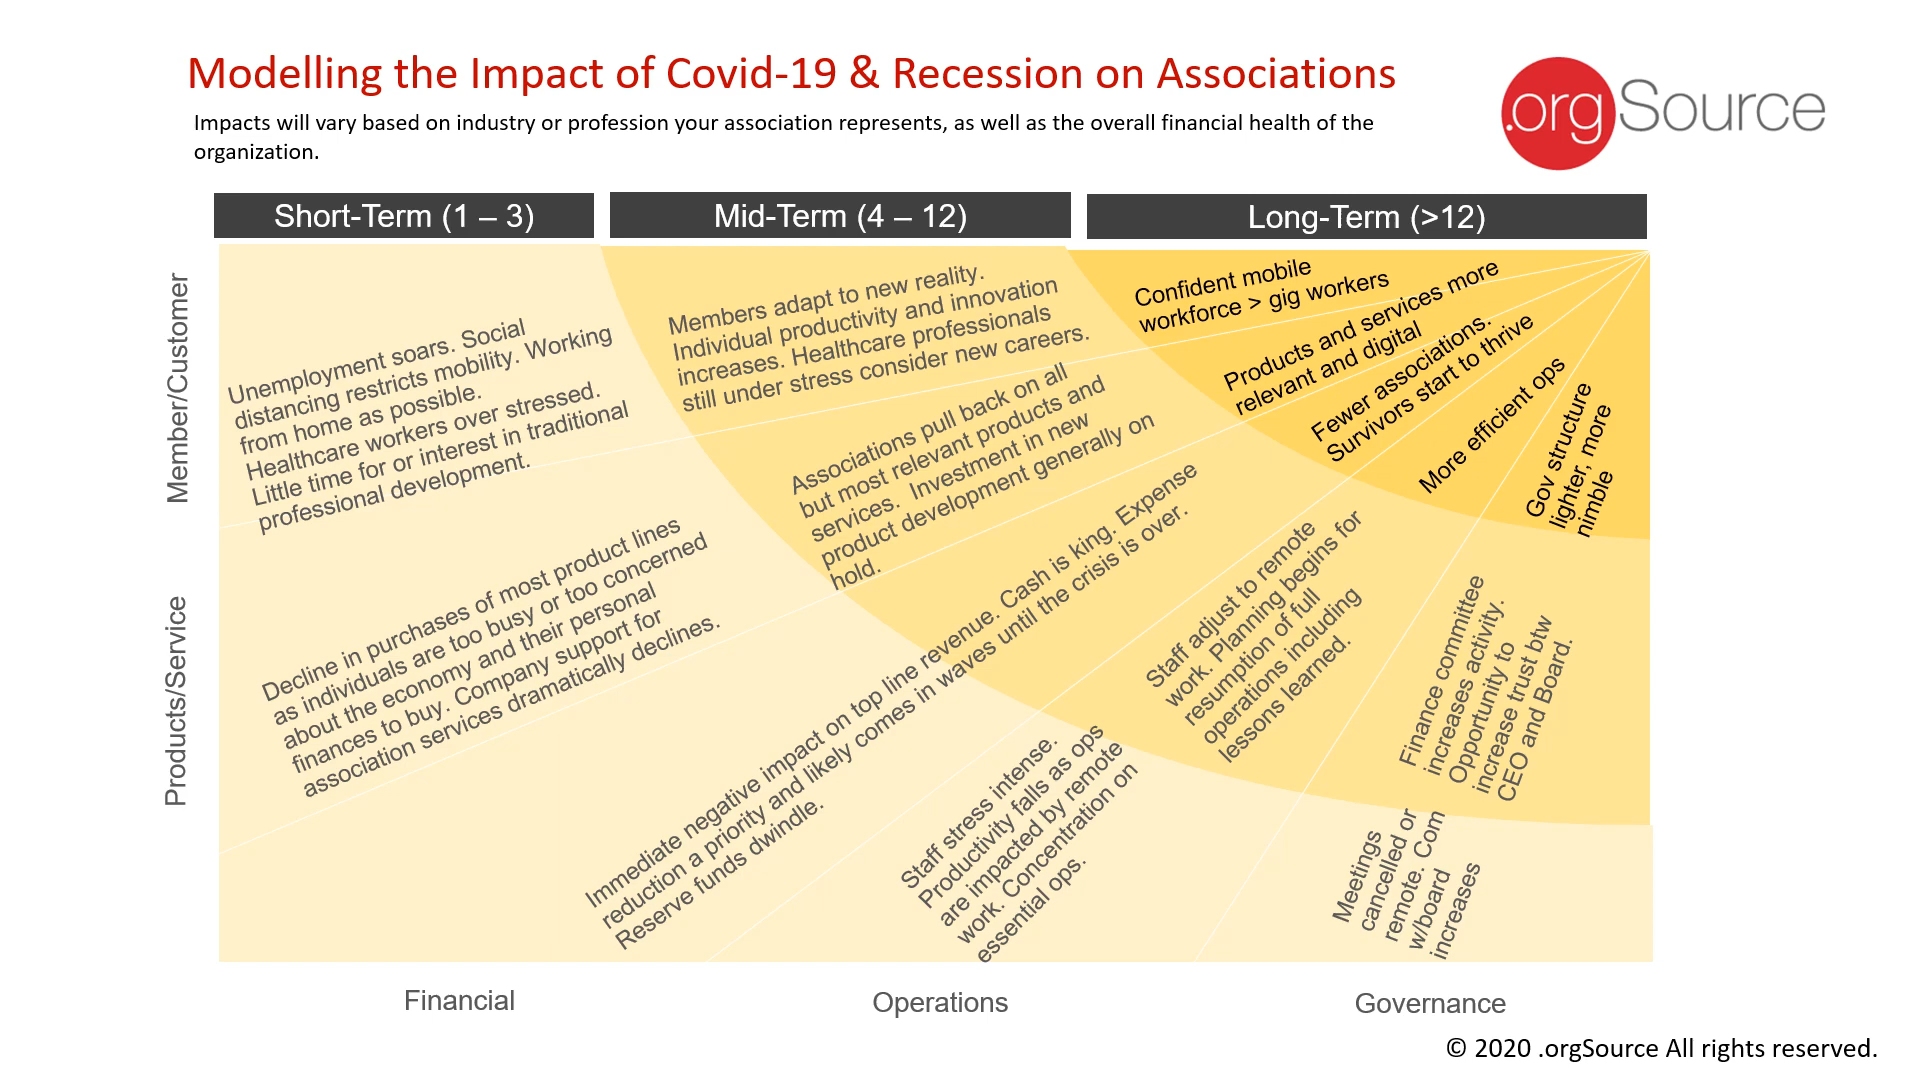 Modelling the Impact of Covid-19 & Recession on Associations
Impacts will vary based on industry or profession your association represents, as well as the overall financial health of the
organization.
.orgSource
Short-Term (1 – 3)
Mid-Term (4 – 12)
Long-Term (>12)
Member/Customer
Unemployment soars. Social
distancing restricts mobility. Working
from home as possible.
Healthcare workers over stressed.
Little time for or interest in traditional
professional development.
Members adapt to new reality.
Individual productivity and innovation
increases. Healthcare professionals
still under stress consider new careers.
Confident mobile
workforce > gig workers
Products/Service
Decline in purchases of most product lines
as individuals are too busy or too concerned
about the economy and their personal
finances to buy. Company support for
association services dramatically declines.
Associations pull back on all
but most relevant products and
services. Investment in new
product development generally on
hold.
Products and services more
relevant and digital
Immediate negative impact on top line revenue. Cash is king. Expense
reduction a priority and likely comes in waves until the crisis is over.
Reserve funds dwindle.
Fewer associations.
Survivors start to thrive
Staff stress intense.
Productivity falls as ops
are impacted by remote
work. Concentration on
essential ops.
Staff adjust to remote
work. Planning begins for
resumption of full
operations including
lessons learned.
More efficient ops
Meetings
cancelled or
remote. Com
w/board
increases
Finance committee
increases activity.
Opportunity to
increase trust btw
CEO and Board.
Gov structure
lighter, more
nimble
Financial
Operations
Governance
© 2020 .orgSource All rights reserved.